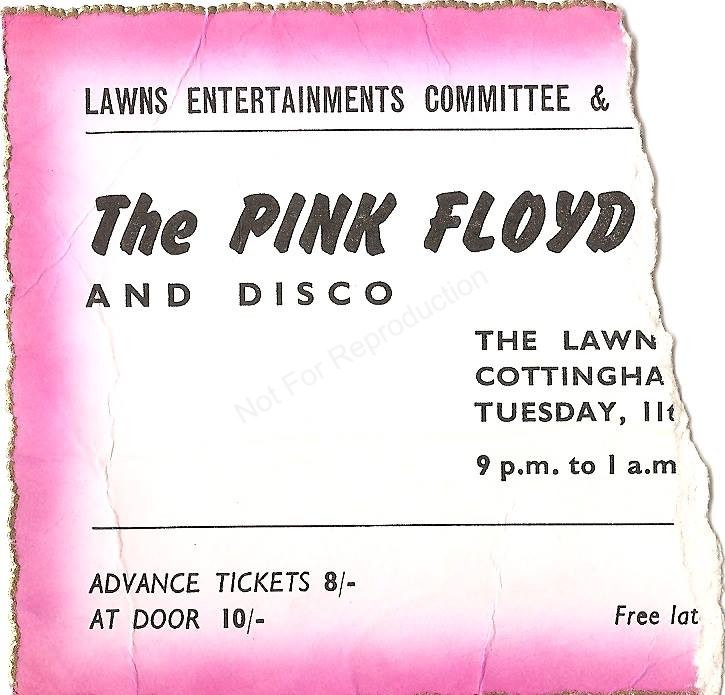 LAWNS ENTERTAINMENTS COMMITTEE &
The PINK FLOYD
AND DISCO
THE LAWN
COTTINGHA
TUESDAY, 11t
9 p.m. to 1 a.m
ADVANCE TICKETS 8/-
AT DOOR 10/-
Free lat
Not For Reproduction